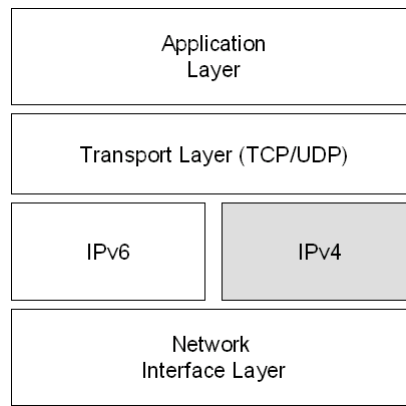 Application
Layer
Transport Layer (TCP/UDP)
IPv6
IPv4
Network
Interface Layer